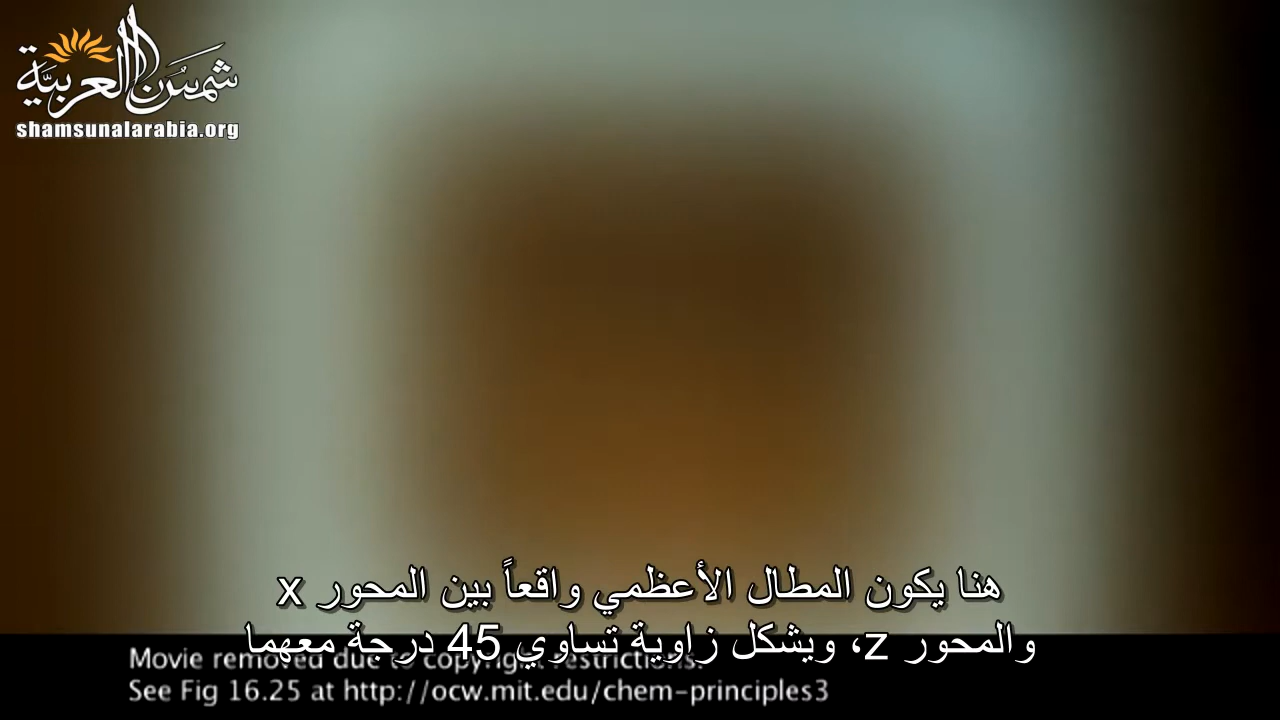 شمسُ العربيّة
shamsunalarabia.org
هنا يكون المطال الأعظمي واقعاً بين المحور x
والمحور z، ويشكل زاوية تساوي 45 درجة معهما
Movie removed due to copyright restrictions.
See Fig 16.25 at http://ocw.mit.edu/chem-principles3